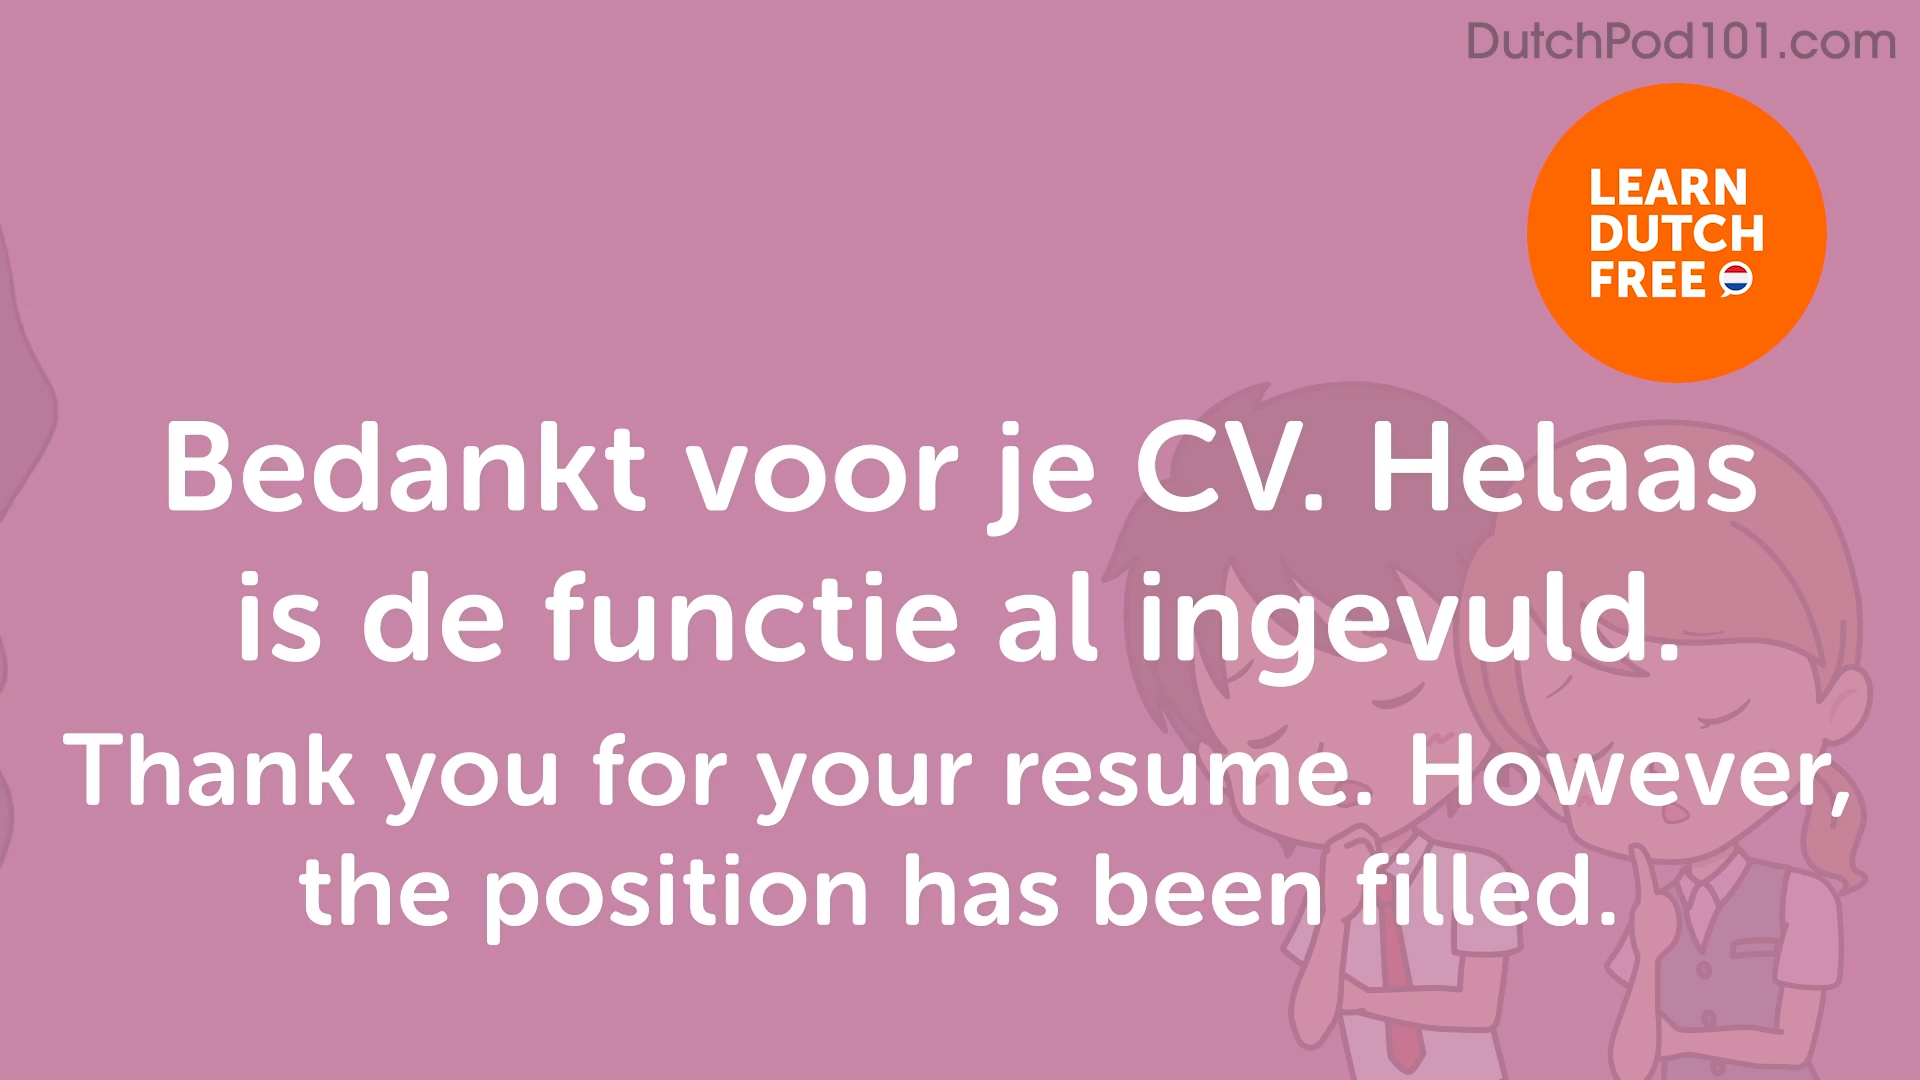 DutchPod101.com
LEARN
DUTCH
FREE
Bedankt voor je CV. Helaas
is de functie al ingevuld.
Thank you for your resume. However,
the position has been filled.